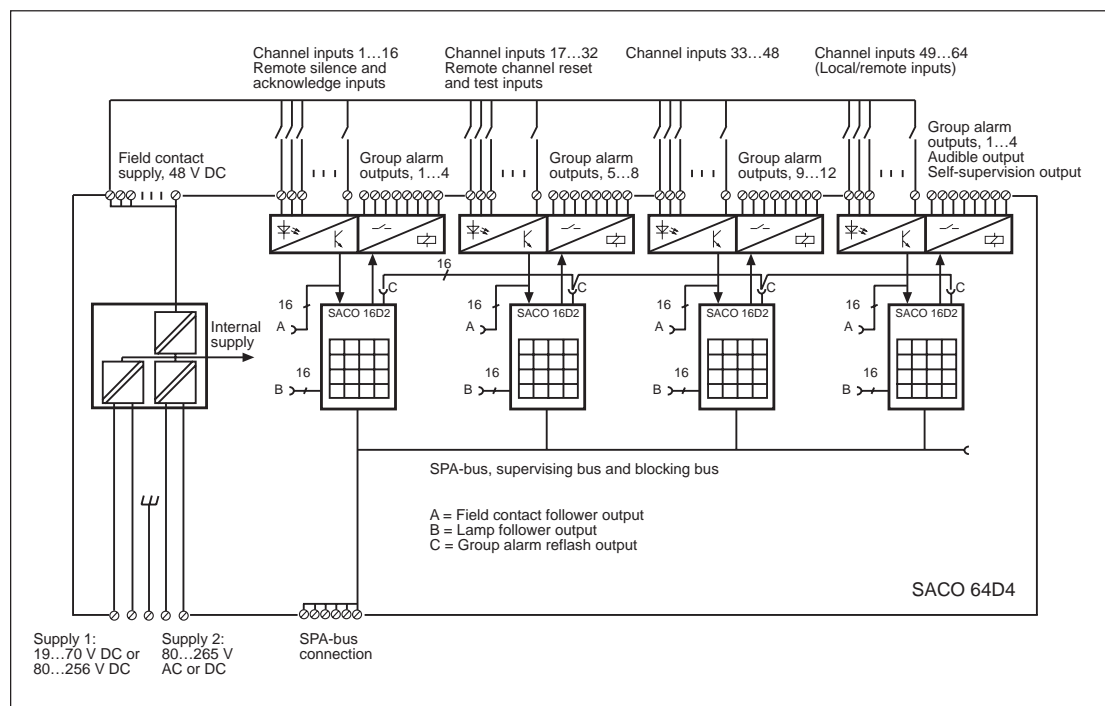 Channel inputs 1...16
Remote silence and
acknowledge inputs
Channel inputs 17...32
Remote channel reset
and test inputs
Channel inputs 33...48
Channel inputs 49...64
(Local/remote inputs)
Field contact
supply, 48 V DC
Group alarm
outputs, 1...4
Group alarm
outputs, 5...8
Group alarm
outputs, 9...12
Group alarm
outputs, 1...4
Audible output
Self-supervision output
16
C
C
C
C
16
A
SACO 16D2
16
B
16
A
SACO 16D2
16
B
16
A
SACO 16D2
16
B
16
A
SACO 16D2
16
B
Internal
supply
SPA-bus, supervising bus and blocking bus
A = Field contact follower output
B = Lamp follower output
C = Group alarm reflash output
SACO 64D4
Supply 1:
19...70 V DC or
80...256 V DC
Supply 2:
80...265 V
AC or DC
SPA-bus
connection